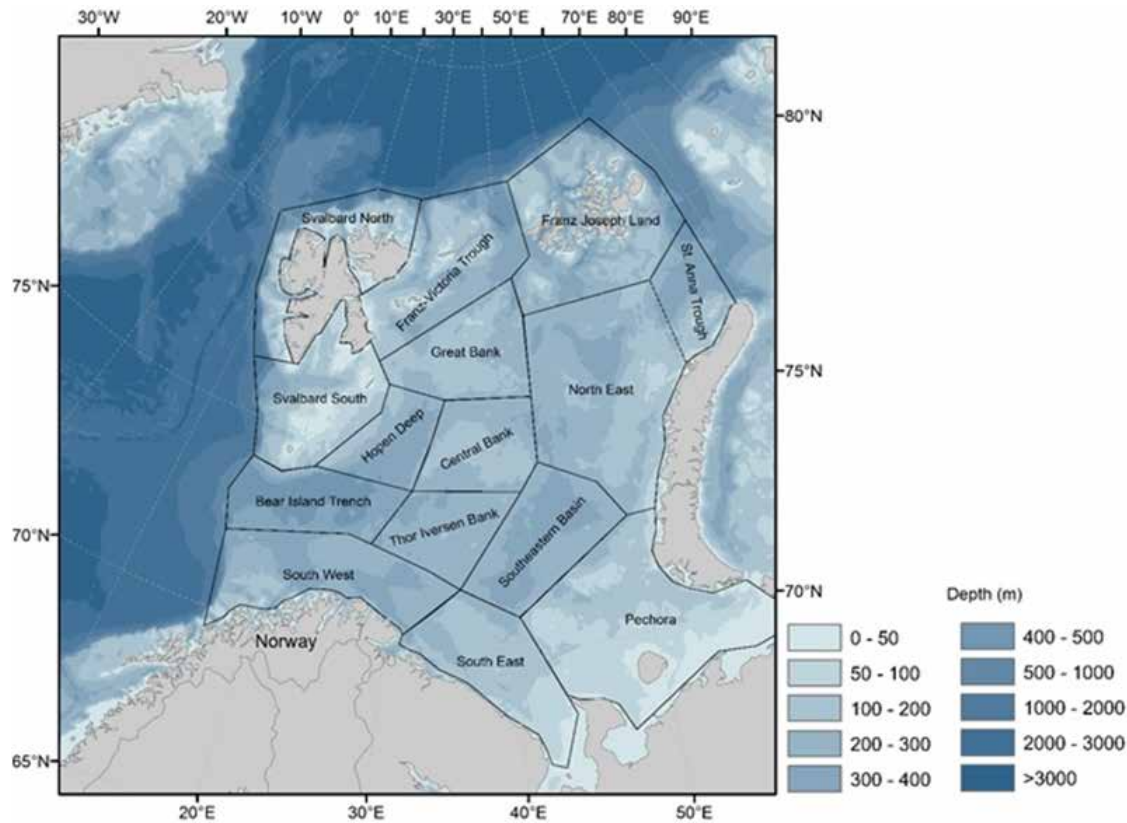 30°W 20°W 10°W 0° 10°E 30°E 50°E 70°E 80°E 90°E
80°N
Svalbard North
Franz Joseph Land
St. Anna Trough
Franz-Victoria Trough
75°N
Great Bank
75°N
North East
Svalbard South
Hopen Deep
Central Bank
Bear Island Trench
Thor Iversen Bank
Southeastern Basin
70°N
South West
70°N
Pechora
Norway
South East
65°N
20°E 30°E 40°E 50°E
Depth (m)
0 - 50
50 - 100
100 - 200
200 - 300
300 - 400
400 - 500
500 - 1000
1000 - 2000
2000 - 3000
>3000